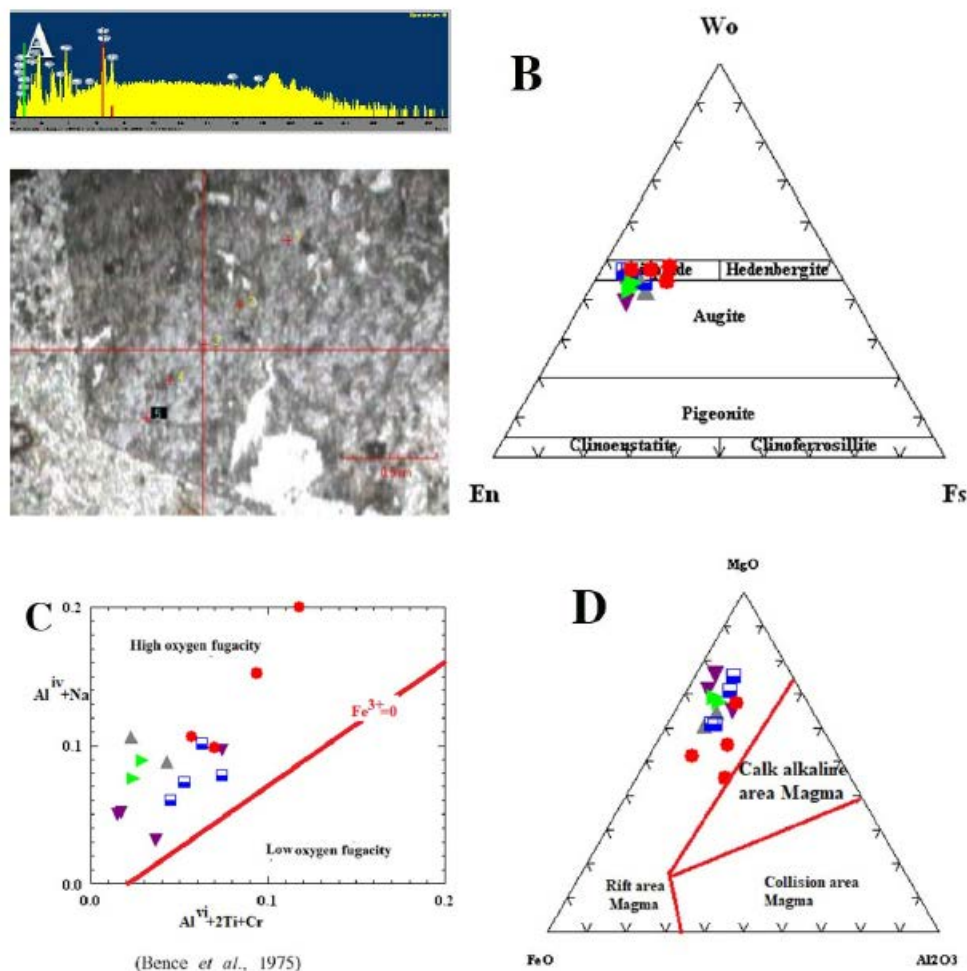 A
B
Wo
Hedenbergite
Augite
Pigeonite
Clinoenstatite
Clinoferrosillite
En
Fs
5
C
0.2
High oxygen fugacity
Al^iv+Na
Fe^3+=0
0.1
Low oxygen fugacity
0.0
0.0
0.1
0.2
Al^vi+2Ti+Cr
(Bence et al., 1975)
D
MgO
Calk alkaline
area Magma
Rift area
Magma
Collision area
Magma
FeO
Al2O3